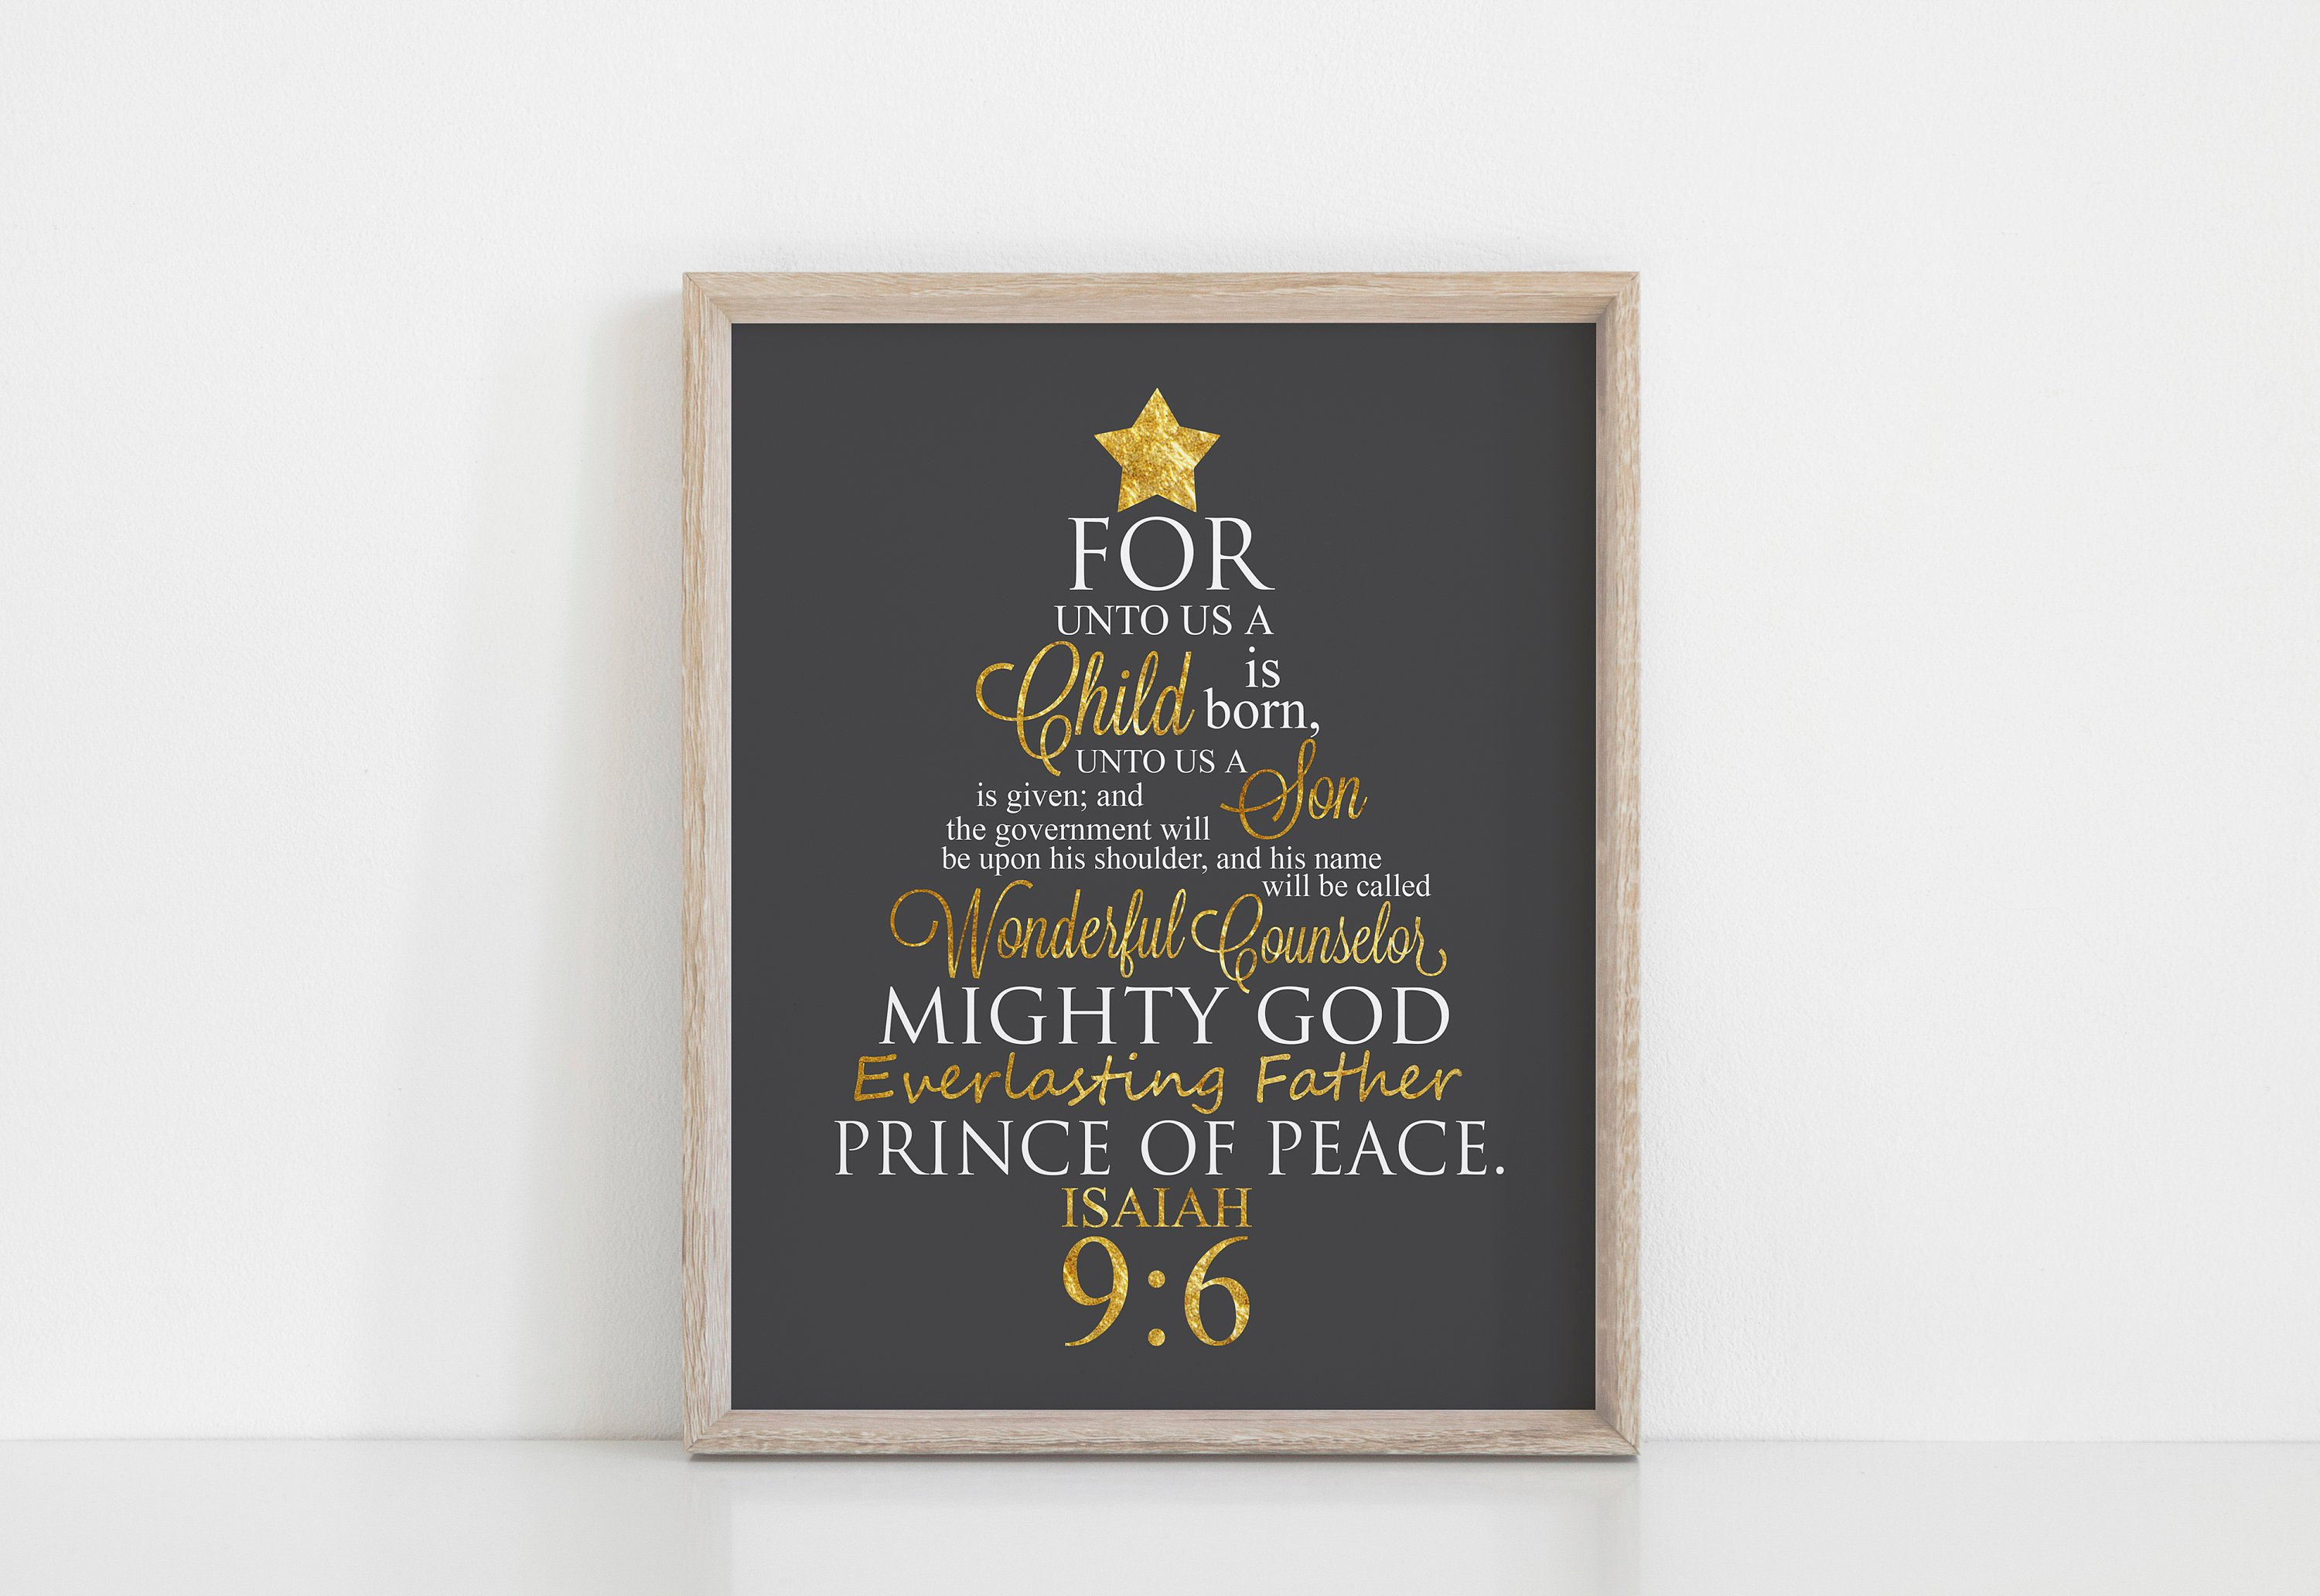 FOR
UNTO US A
Child is
born,
UNTO US A Son
is given; and
the government will
be upon his shoulder, and his name
will be called
Wonderful Counselor
MIGHTY GOD
Everlasting Father
PRINCE OF PEACE.
ISAIAH
9:6